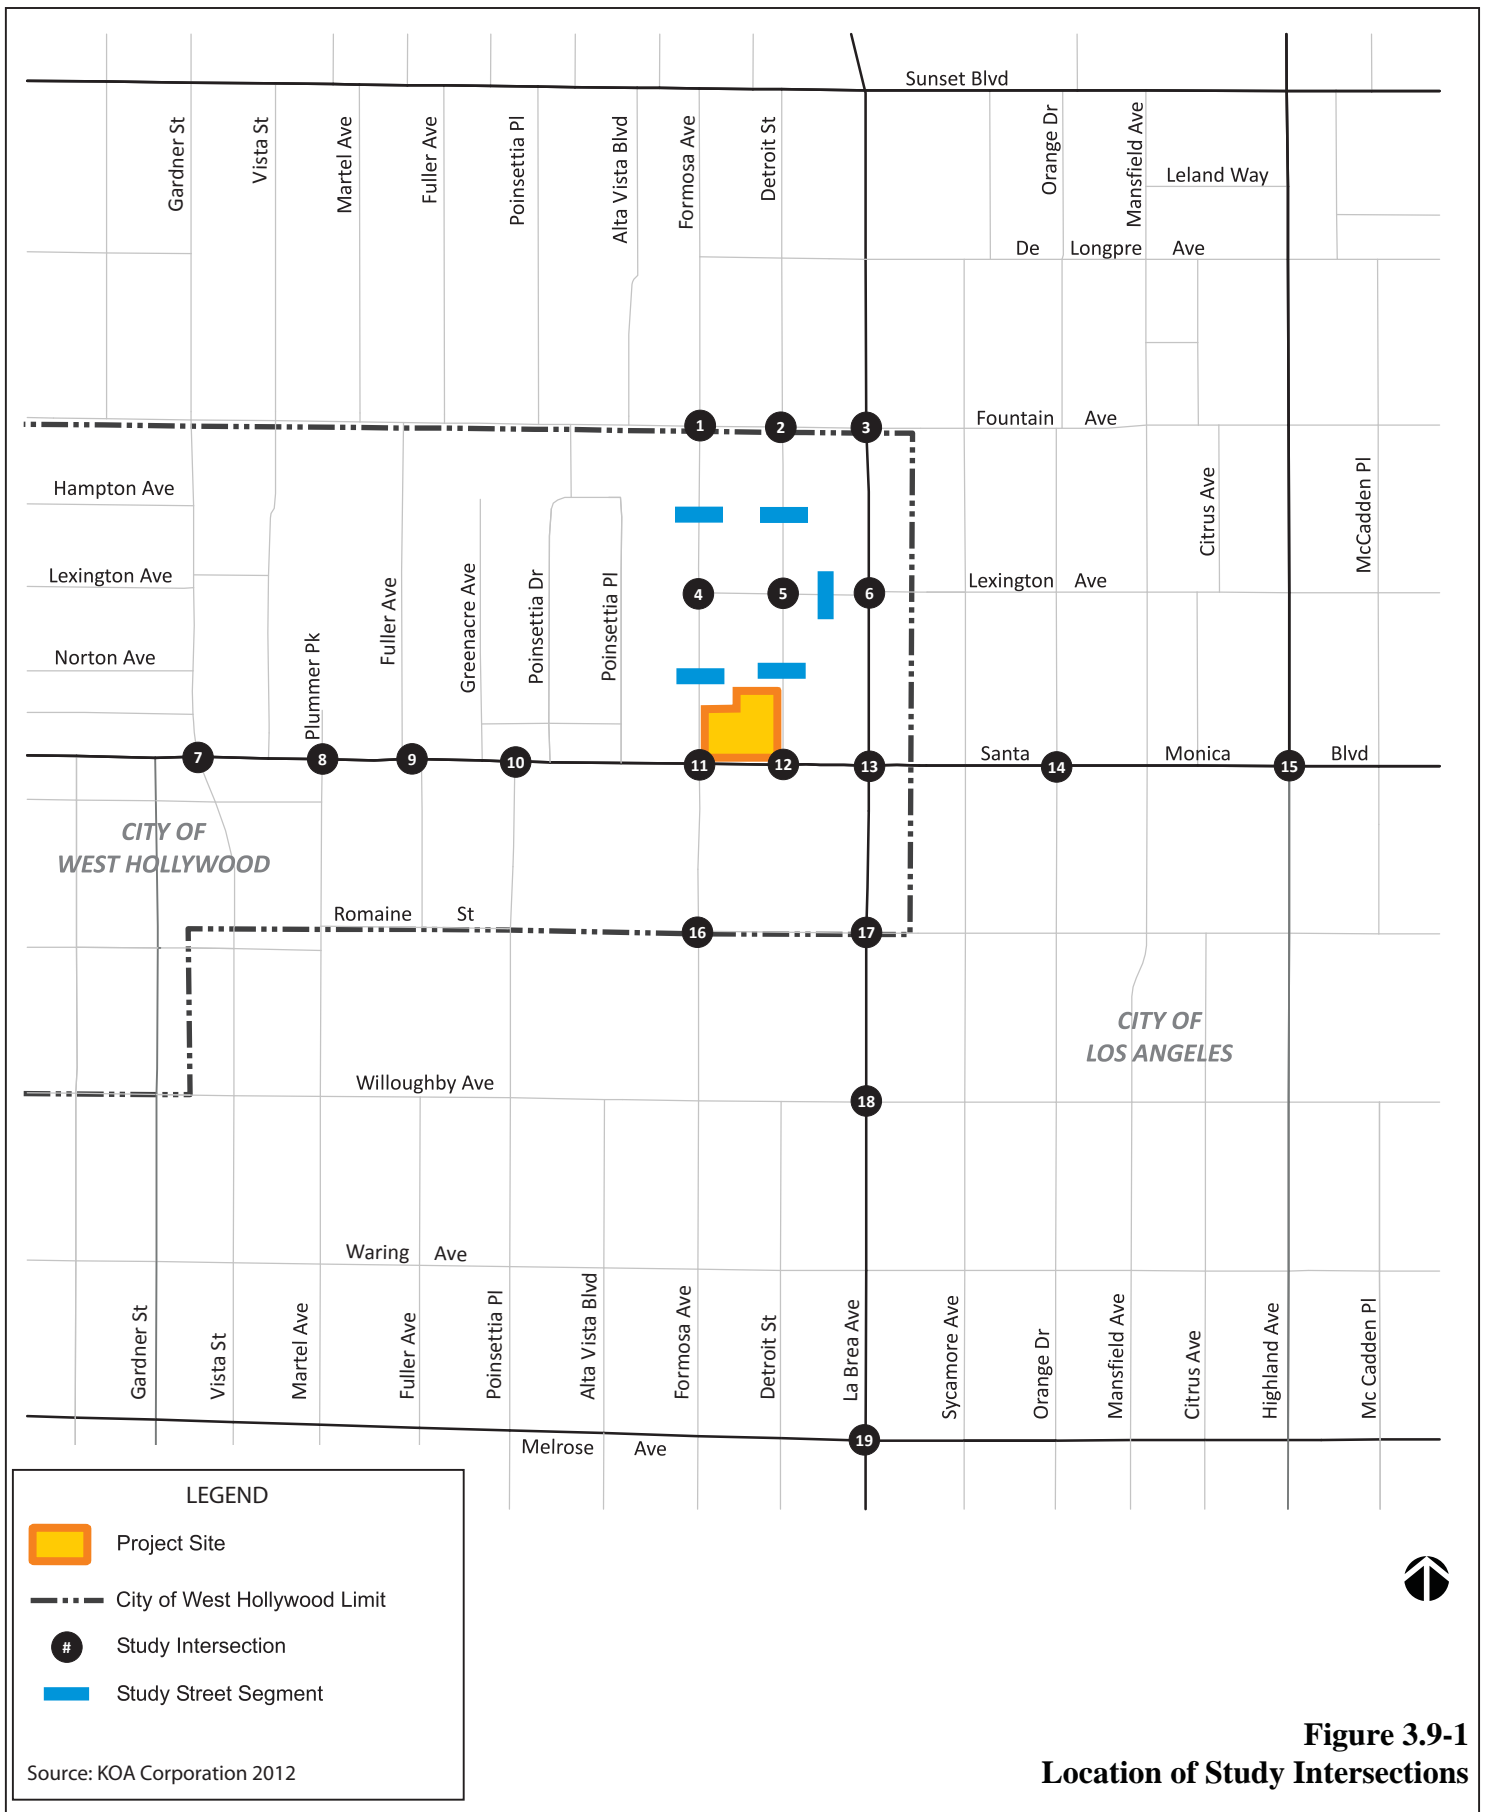 Sunset Blvd
Gardner St
Vista St
Martel Ave
Fuller Ave
Poinsettia Pl
Alta Vista Blvd
Formosa Ave
Detroit St
Orange Dr
Mansfield Ave
Leland Way
De Longpre Ave
1
2
3
Fountain Ave
Hampton Ave
Citrus Ave
McCadden Pl
Lexington Ave
Fuller Ave
Greenacre Ave
Poinsettia Dr
Poinsettia Pl
4
5
6
Lexington Ave
Norton Ave
Plummer Pk
7
8
9
10
11
12
13
Santa
14
Monica
15
Blvd
CITY OF
WEST HOLLYWOOD
Romaine St
16
17
CITY OF
LOS ANGELES
Willoughby Ave
18
Waring Ave
Gardner St
Vista St
Martel Ave
Fuller Ave
Poinsettia Pl
Alta Vista Blvd
Formosa Ave
Detroit St
La Brea Ave
Sycamore Ave
Orange Dr
Mansfield Ave
Citrus Ave
Highland Ave
Mc Cadden Pl
Melrose Ave
19
LEGEND
Project Site
City of West Hollywood Limit
# Study Intersection
Study Street Segment
Source: KOA Corporation 2012
Figure 3.9-1
Location of Study Intersections